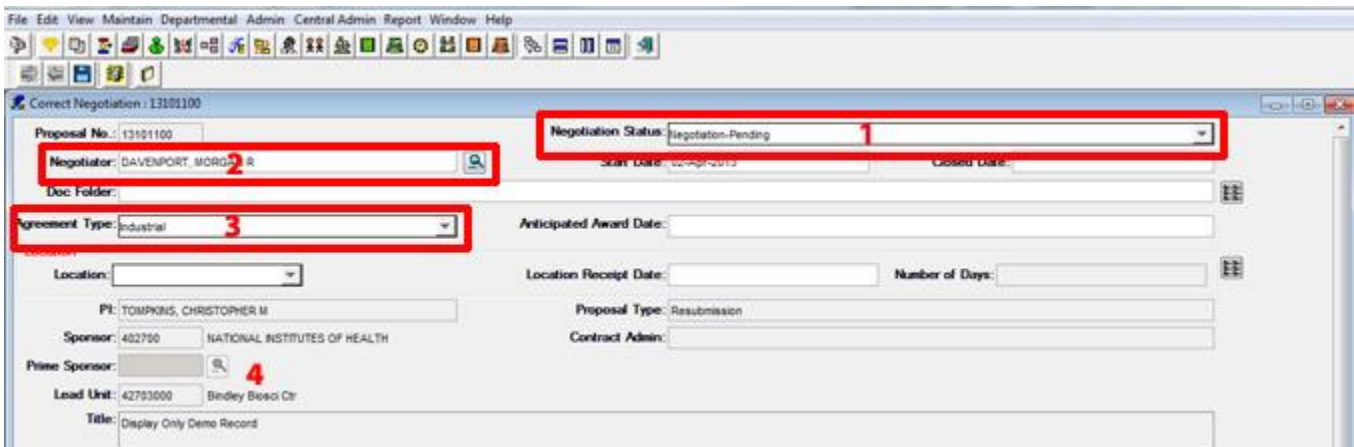 File Edit View Maintain Departmental Admin Central Admin Report Window Help
Correct Negotiation : 13101100
Proposal No.: 13101100 Negotiation Status: Negotiation-Pending 1
Negotiator: DAVENPORT, MORGAN R 2 Start Date: 02-Apr-2013 Closed Date:
Doc Folder:
Agreement Type: Industrial 3 Anticipated Award Date:
Location
Location: Location Receipt Date: Number of Days:
PI: TOMPKINS, CHRISTOPHER M Proposal Type: Resubmission
Sponsor: 402700 NATIONAL INSTITUTES OF HEALTH Contract Admin:
Prime Sponsor: 4
Lead Unit: 42703000 Bindley Biosci Ctr
Title: Display Only Demo Record